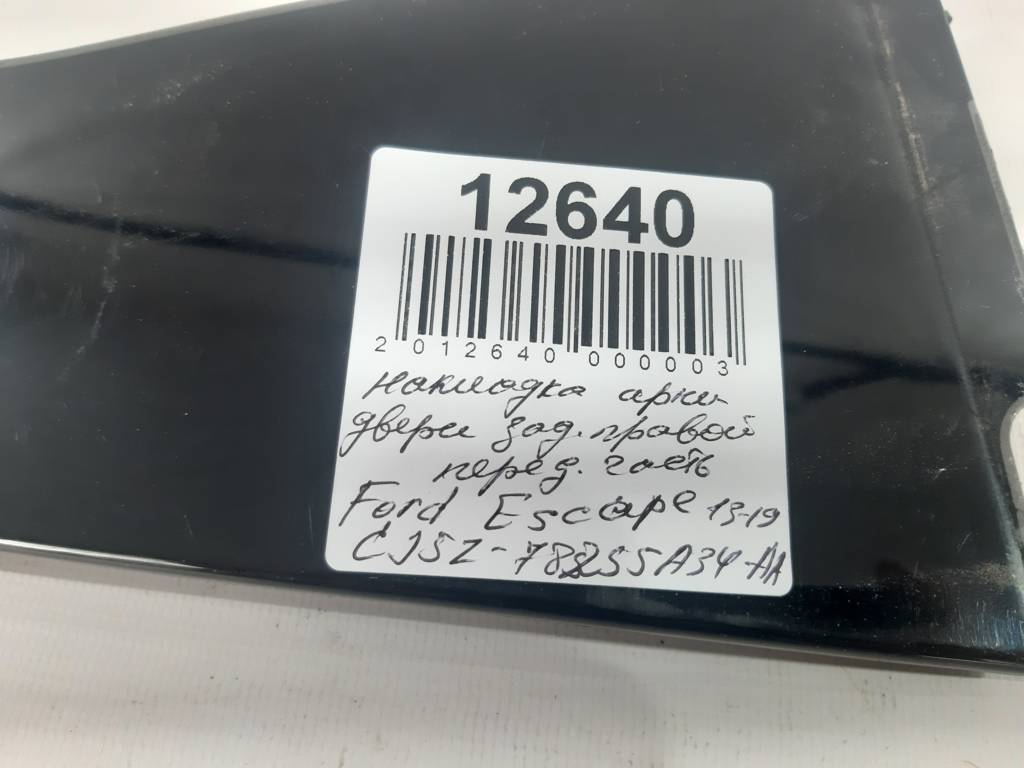 12640
2 012640 000003
накладка арки
двери зад. правой
перед. часть
Ford Escape 13-19
CJ5Z-78255A34-AA